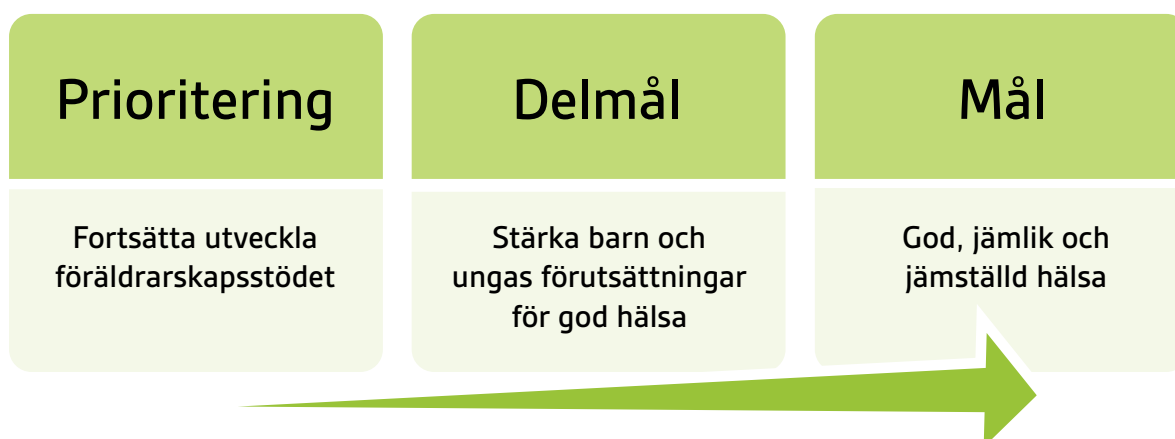 Prioritering
Fortsätta utveckla
föräldrarskapsstödet
Delmål
Stärka barn och
ungas förutsättningar
för god hälsa
Mål
God, jämlik och
jämställd hälsa